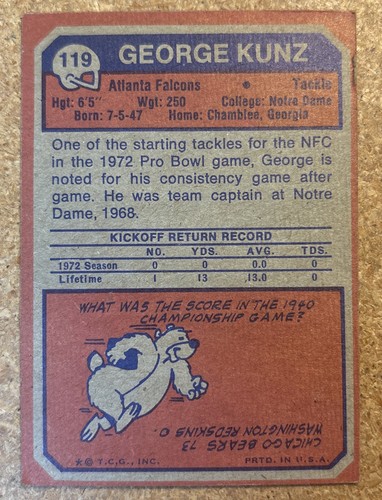 119 GEORGE KUNZ
Atlanta Falcons • Tackle
Hgt: 6'5" Wgt: 250 College: Notre Dame
Born: 7-5-47 Home: Chamblee, Georgia
One of the starting tackles for the NFC
in the 1972 Pro Bowl game, George is
noted for his consistency game after
game. He was team captain at Notre
Dame, 1968.
KICKOFF RETURN RECORD
NO. YDS. AVG. TDS.
1972 Season 0 0 0.0 0
Lifetime 1 13 13.0 0
WHAT WAS THE SCORE IN THE 1940
CHAMPIONSHIP GAME?
CHICAGO BEARS 73
WASHINGTON REDSKINS 0.
*© T.C.G., INC. PRTD. IN U.S.A.